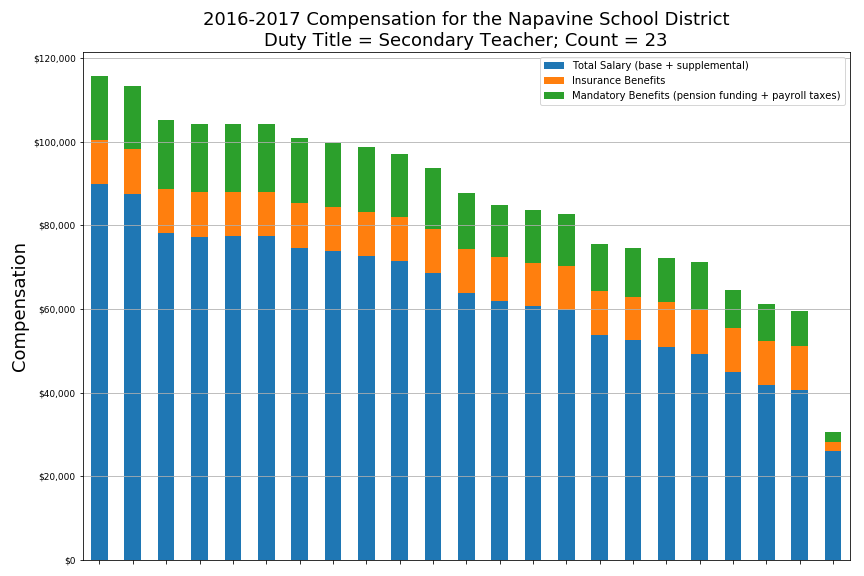 2016-2017 Compensation for the Napavine School District
Duty Title = Secondary Teacher; Count = 23
Total Salary (base + supplemental)
Insurance Benefits
Mandatory Benefits (pension funding + payroll taxes)
Compensation
$120,000
$100,000
$80,000
$60,000
$40,000
$20,000
$0